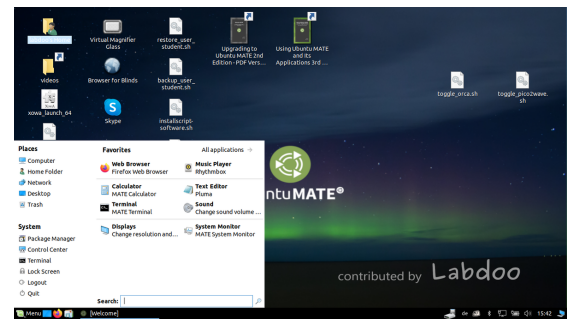 Virtual Magnifier
Glass
restore_user_
student.sh
Upgrading to
Ubuntu MATE 2nd
Edition - PDF Vers...
Using Ubuntu MATE
and Its
Applications 3rd ...
videos
Browser for Blinds
backup_user_
student.sh
toggle_orca.sh
toggle_pico2wave.
sh
xowa_launch_64
Skype
installscript-
software.sh
Places
Computer
Home Folder
Network
Desktop
Trash
System
Package Manager
Control Center
Terminal
Lock Screen
Logout
Quit
Favorites
All applications
Web Browser
Firefox Web Browser
Music Player
Rhythmbox
Calculator
MATE Calculator
Text Editor
Pluma
Terminal
MATE Terminal
Sound
Change sound volume ...
Displays
Change resolution and...
System Monitor
MATE System Monitor
Search:
ntuMATE®
contributed by Labdoo
Menu
[Welcome]
de
15:42